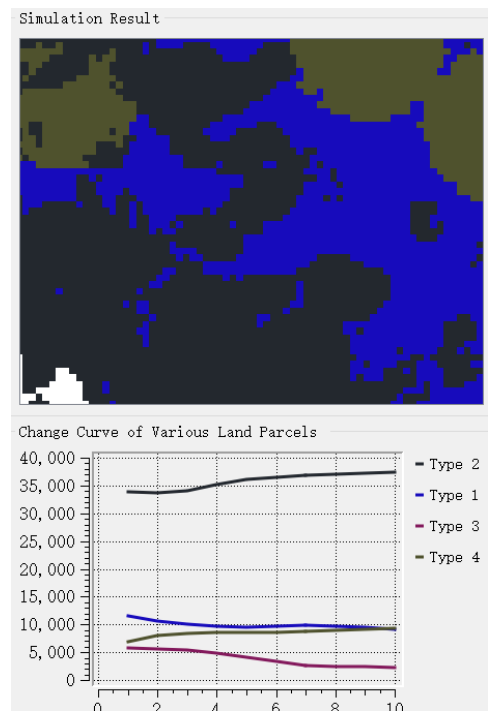 Simulation Result
Change Curve of Various Land Parcels
40,000
35,000
30,000
25,000
20,000
15,000
10,000
5,000
0
0 2 4 6 8 10
Type 2
Type 1
Type 3
Type 4